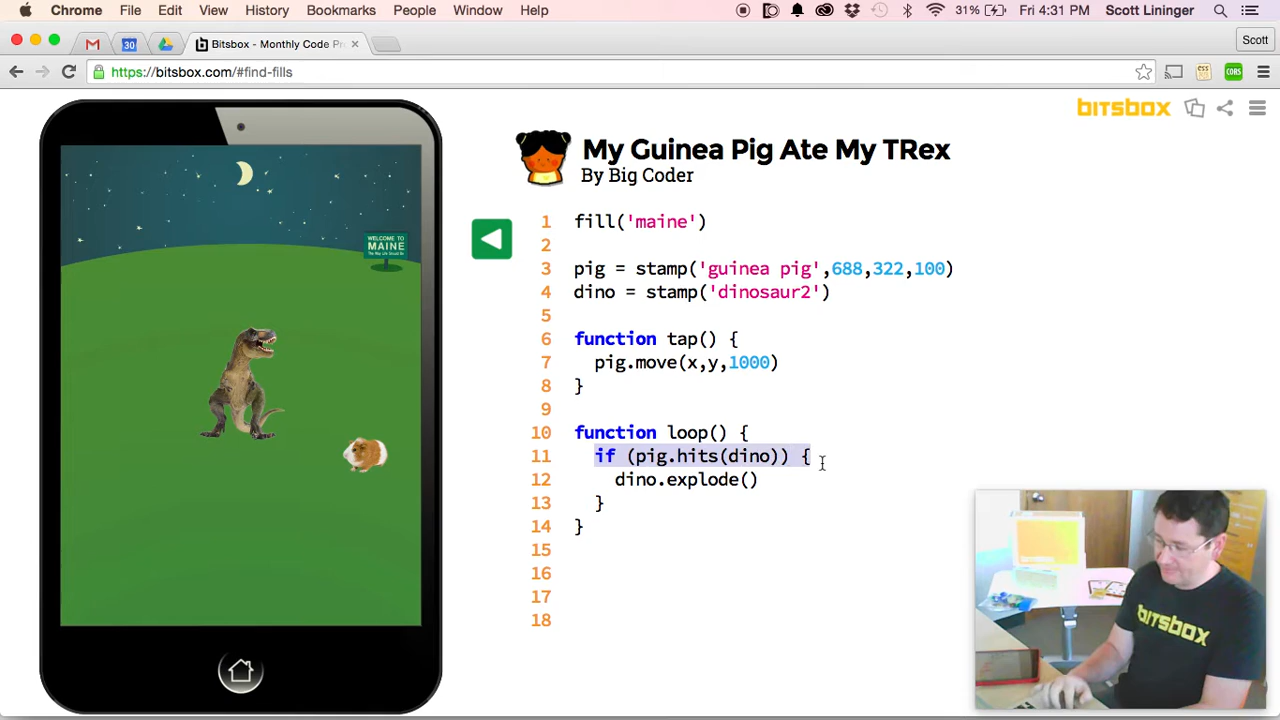 Chrome File Edit View History Bookmarks People Window Help 31% Fri 4:31 PM Scott Lininger
30 Bitsbox - Monthly Code Pr Scott
https://bitsbox.com/#find-fills CORS
bitsbox
My Guinea Pig Ate My TRex
By Big Coder
WELCOME TO
MAINE
1 fill('maine')
2
3 pig = stamp('guinea pig',688,322,100)
4 dino = stamp('dinosaur2')
5
6 function tap() {
7 pig.move(x,y,1000)
8 }
9
10 function loop() {
11 if (pig.hits(dino)) {
12 dino.explode()
13 }
14 }
15
16
17
18
bitsbox